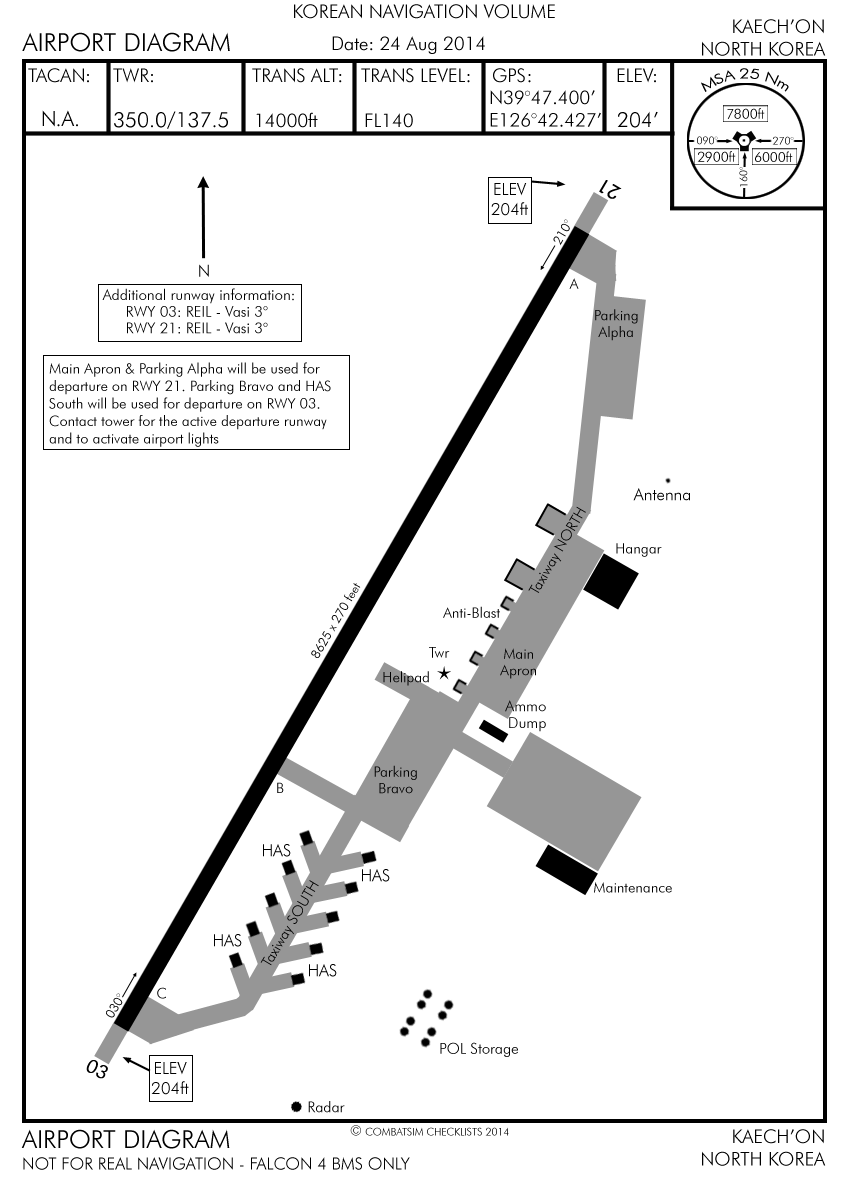 KOREAN NAVIGATION VOLUME
AIRPORT DIAGRAM
Date: 24 Aug 2014
KAECH'ON
NORTH KOREA
TACAN:
N.A.
TWR:
350.0/137.5
TRANS ALT:
14000ft
TRANS LEVEL:
FL140
GPS:
N39°47.400'
E126°42.427'
ELEV:
204'
MSA 25 Nm
7800ft
090°
270°
2900ft
6000ft
160°
N
ELEV
204ft
21
210°
A
Additional runway information:
RWY 03: REIL - Vasi 3°
RWY 21: REIL - Vasi 3°
Parking
Alpha
Main Apron & Parking Alpha will be used for
departure on RWY 21. Parking Bravo and HAS
South will be used for departure on RWY 03.
Contact tower for the active departure runway
and to activate airport lights
Antenna
Taxiway NORTH
Hangar
8625 x 270 feet
Anti-Blast
Twr
Main
Apron
Helipad
Ammo
Dump
Parking
Bravo
B
HAS
HAS
Maintenance
Taxiway SOUTH
HAS
HAS
C
030°
POL Storage
03
ELEV
204ft
Radar
© COMBATSIM CHECKLISTS 2014
AIRPORT DIAGRAM
NOT FOR REAL NAVIGATION - FALCON 4 BMS ONLY
KAECH'ON
NORTH KOREA